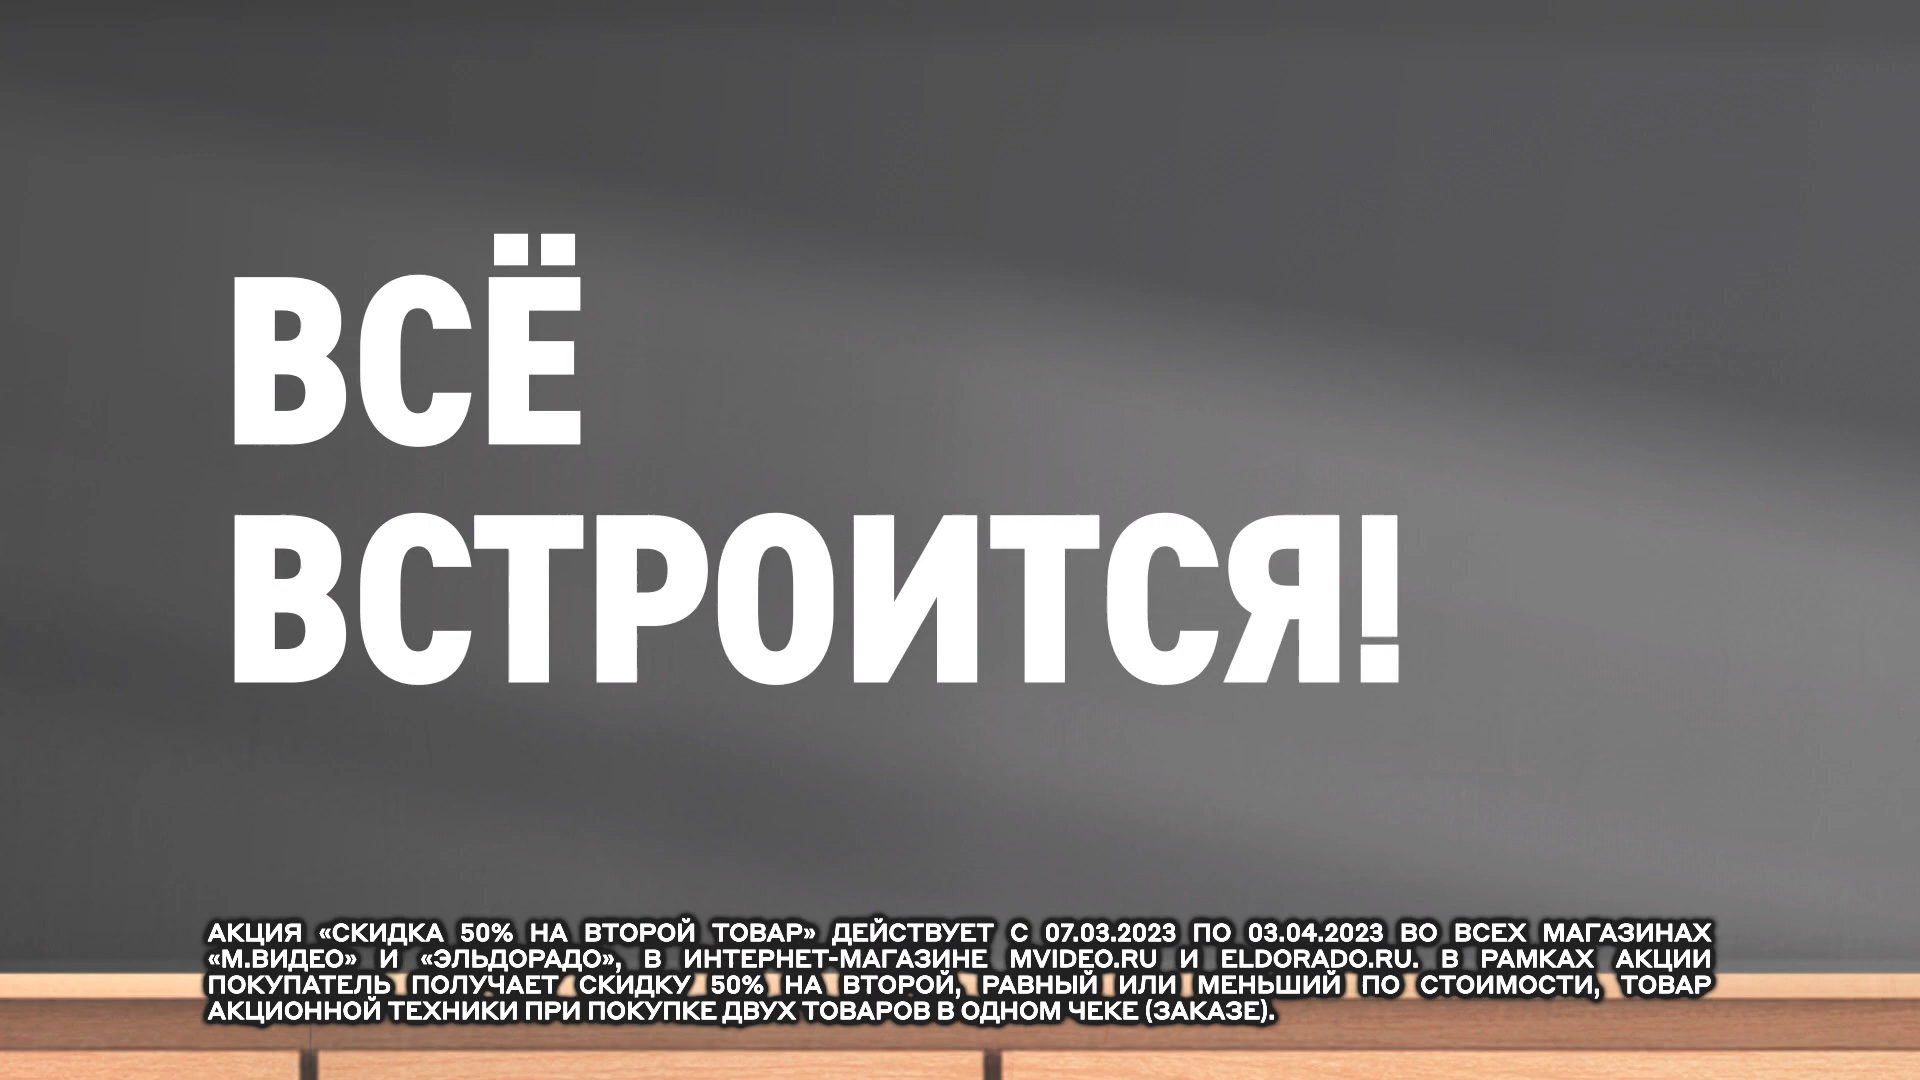 ВСЁ
ВСТРОИТСЯ!
АКЦИЯ «СКИДКА 50% НА ВТОРОЙ ТОВАР» ДЕЙСТВУЕТ С 07.03.2023 ПО 03.04.2023 ВО ВСЕХ МАГАЗИНАХ
«М.ВИДЕО» И «ЭЛЬДОРАДО», В ИНТЕРНЕТ-МАГАЗИНЕ MVIDEO.RU И ELDORADO.RU. В РАМКАХ АКЦИИ
ПОКУПАТЕЛЬ ПОЛУЧАЕТ СКИДКУ 50% НА ВТОРОЙ, РАВНЫЙ ИЛИ МЕНЬШИЙ ПО СТОИМОСТИ, ТОВАР
АКЦИОННОЙ ТЕХНИКИ ПРИ ПОКУПКЕ ДВУХ ТОВАРОВ В ОДНОМ ЧЕКЕ (ЗАКАЗЕ).